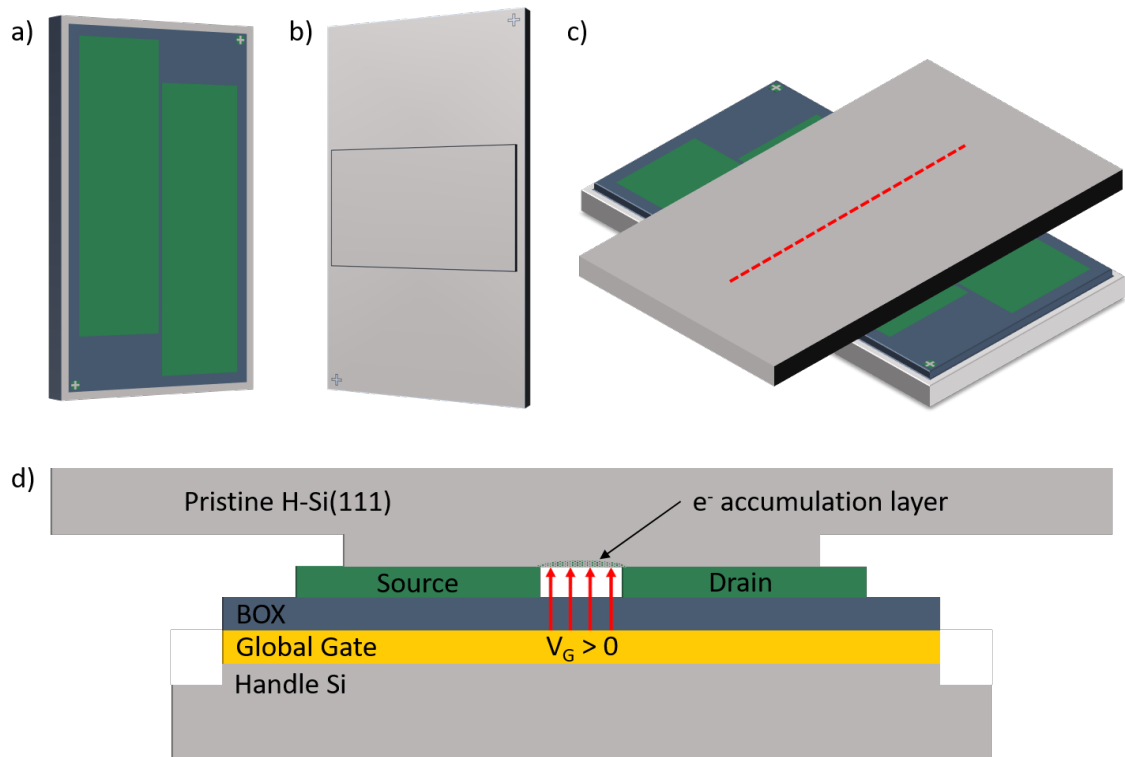 a)
b)
c)
d)
Pristine H-Si(111)
e⁻ accumulation layer
Source
Drain
BOX
Global Gate
V_G > 0
Handle Si